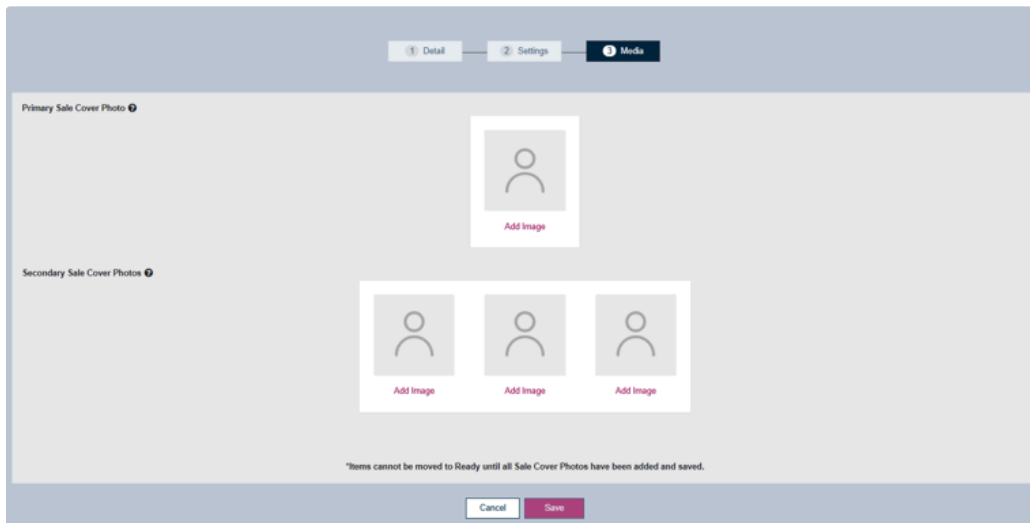 1 Detail 2 Settings 3 Media
Primary Sale Cover Photo ?
Add Image
Secondary Sale Cover Photos ?
Add Image Add Image Add Image
*Items cannot be moved to Ready until all Sale Cover Photos have been added and saved.
Cancel Save